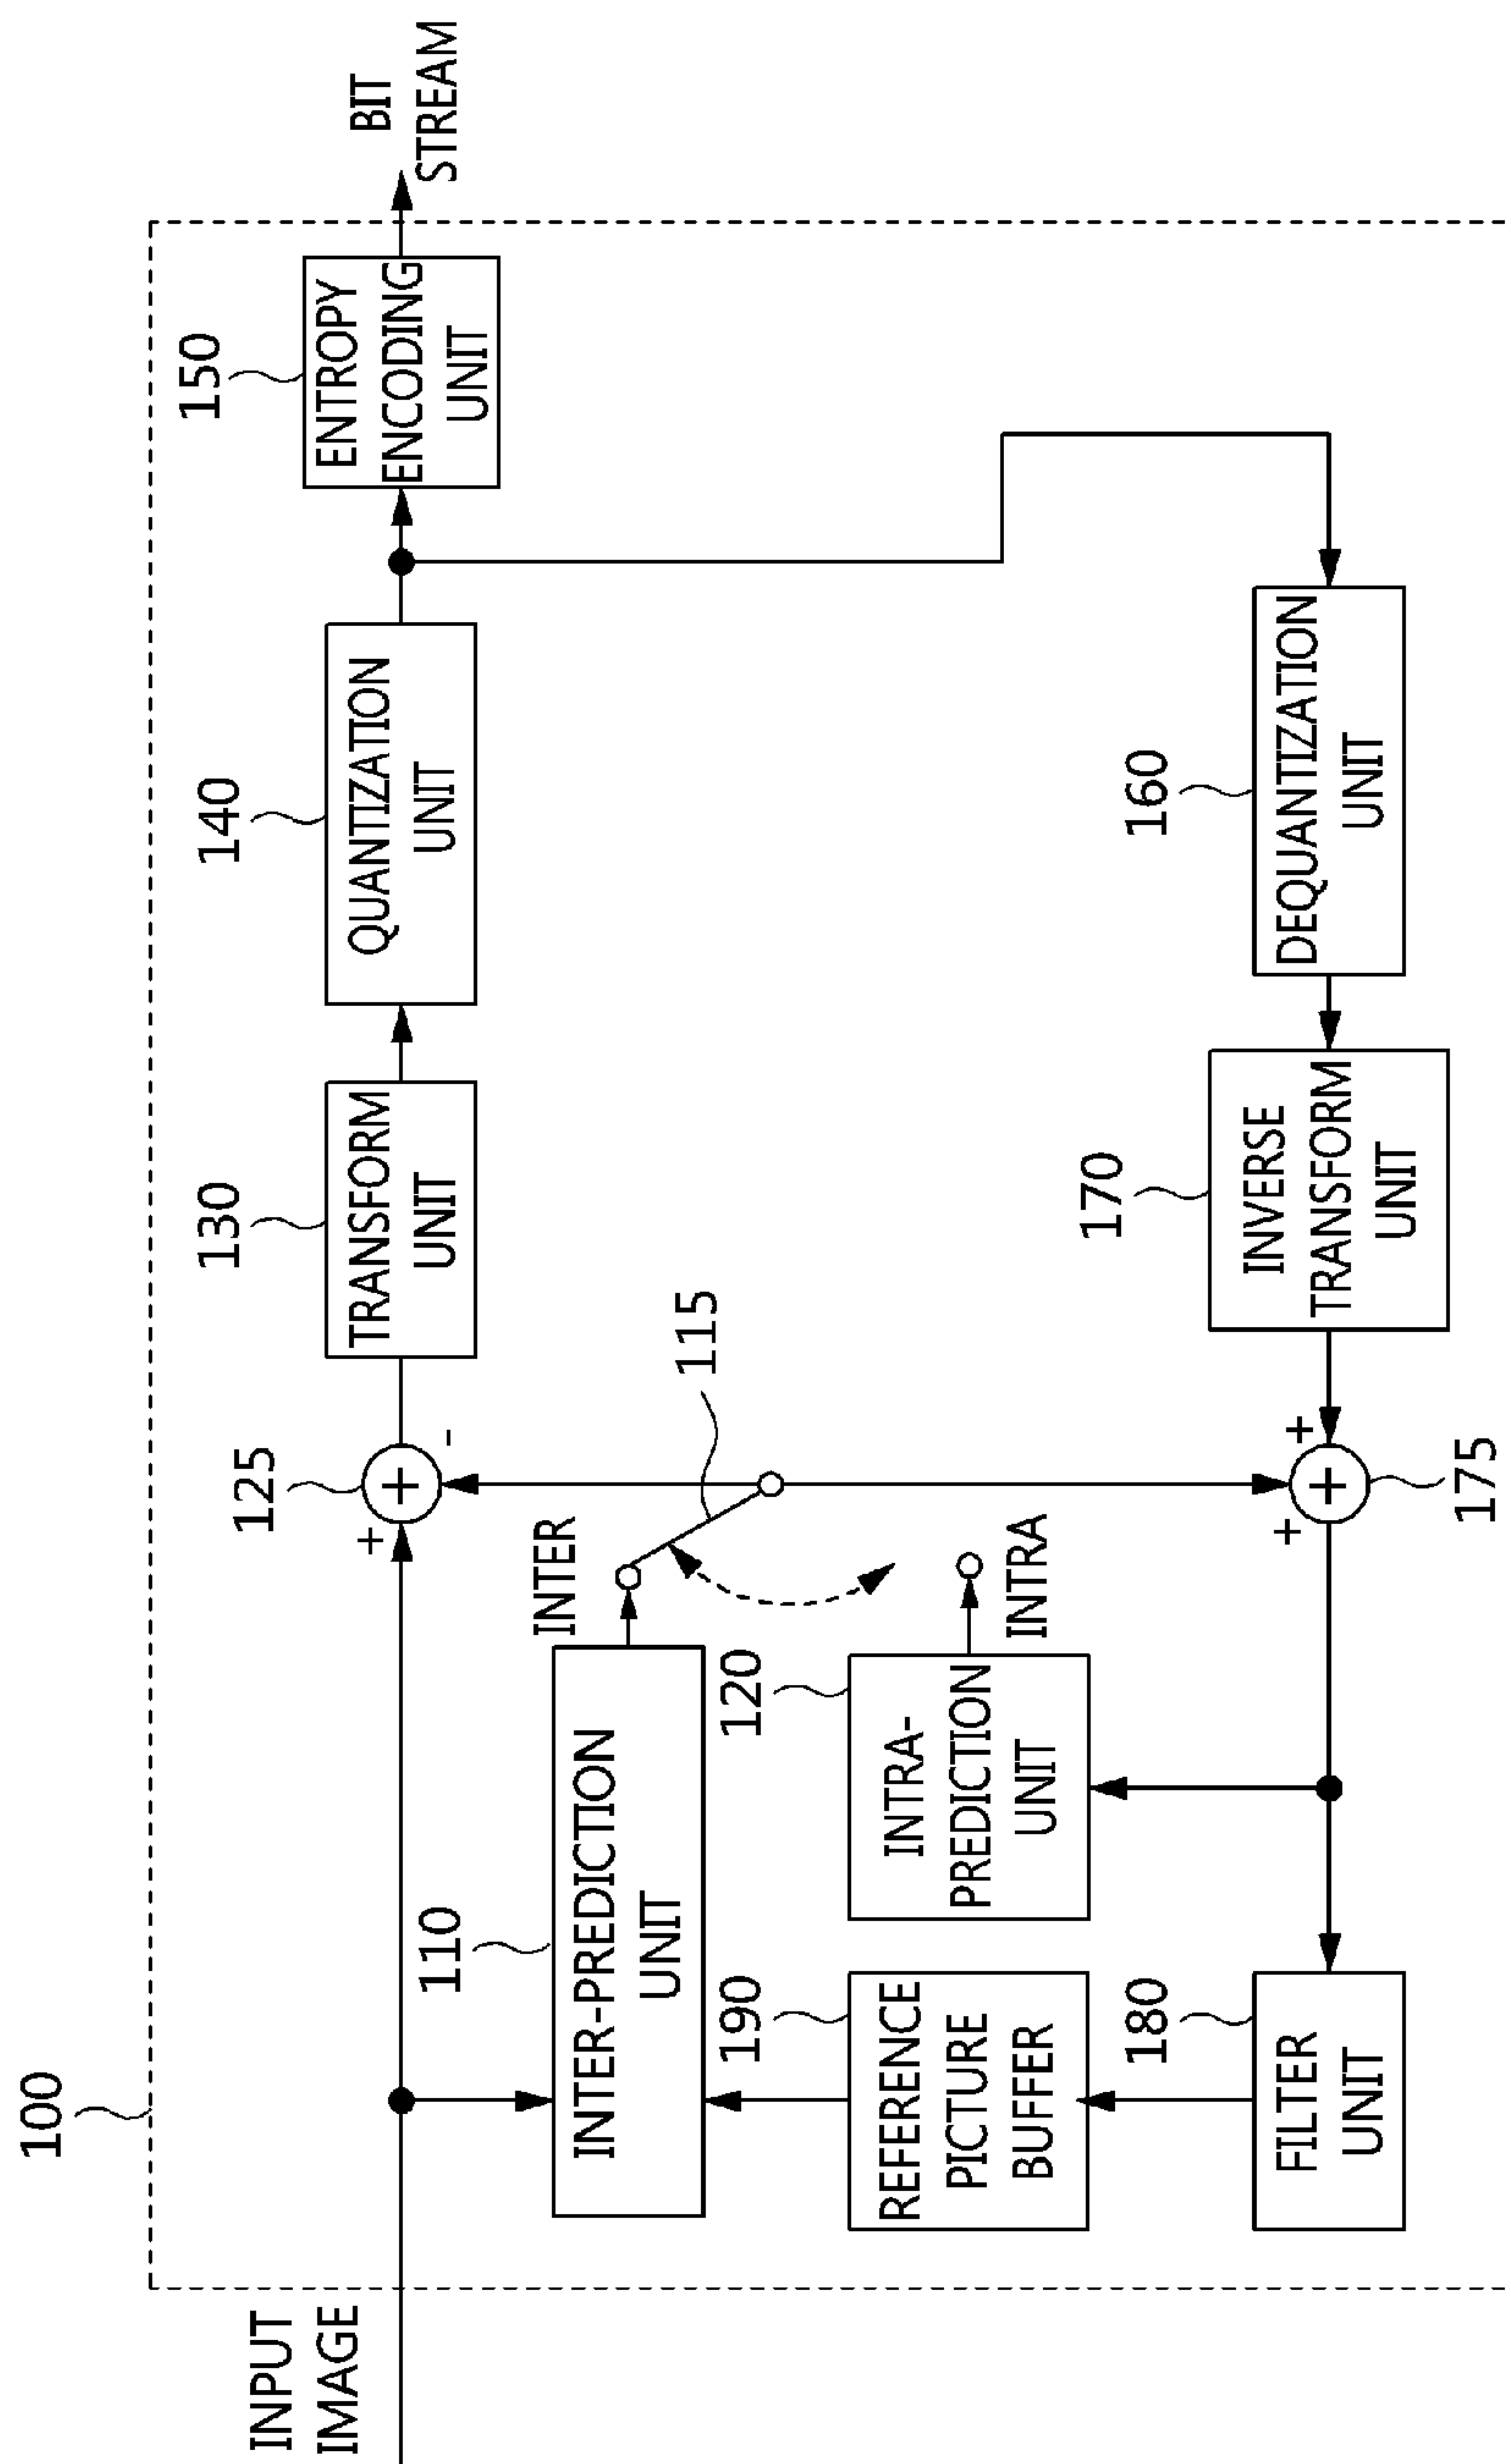 100
INPUT
IMAGE
125
+
-
+
130
TRANSFORM
UNIT
140
QUANTIZATION
UNIT
150
ENTROPY
ENCODING
UNIT
BIT
STREAM
110
INTER-PREDICTION
UNIT
INTER
115
190
REFERENCE
PICTURE
BUFFER
120
INTRA-
PREDICTION
UNIT
INTRA
180
FILTER
UNIT
+
+
+
175
170
INVERSE
TRANSFORM
UNIT
160
DEQUANTIZATION
UNIT